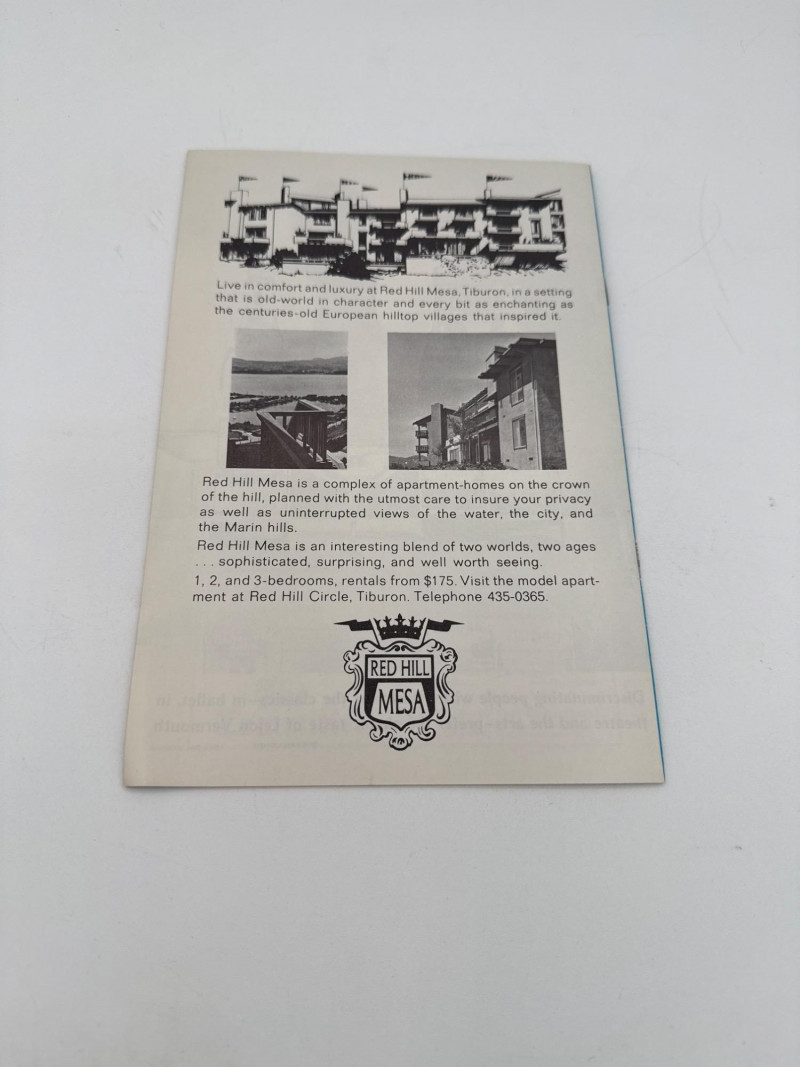 Live in comfort and luxury at Red Hill Mesa, Tiburon, in a setting
that is old-world in character and every bit as enchanting as
the centuries-old European hilltop villages that inspired it.
Red Hill Mesa is a complex of apartment-homes on the crown
of the hill, planned with the utmost care to insure your privacy
as well as uninterrupted views of the water, the city, and
the Marin hills.
Red Hill Mesa is an interesting blend of two worlds, two ages
. . . sophisticated, surprising, and well worth seeing.
1, 2, and 3-bedrooms, rentals from $175. Visit the model apart-
ment at Red Hill Circle, Tiburon. Telephone 435-0365.
RED HILL
MESA